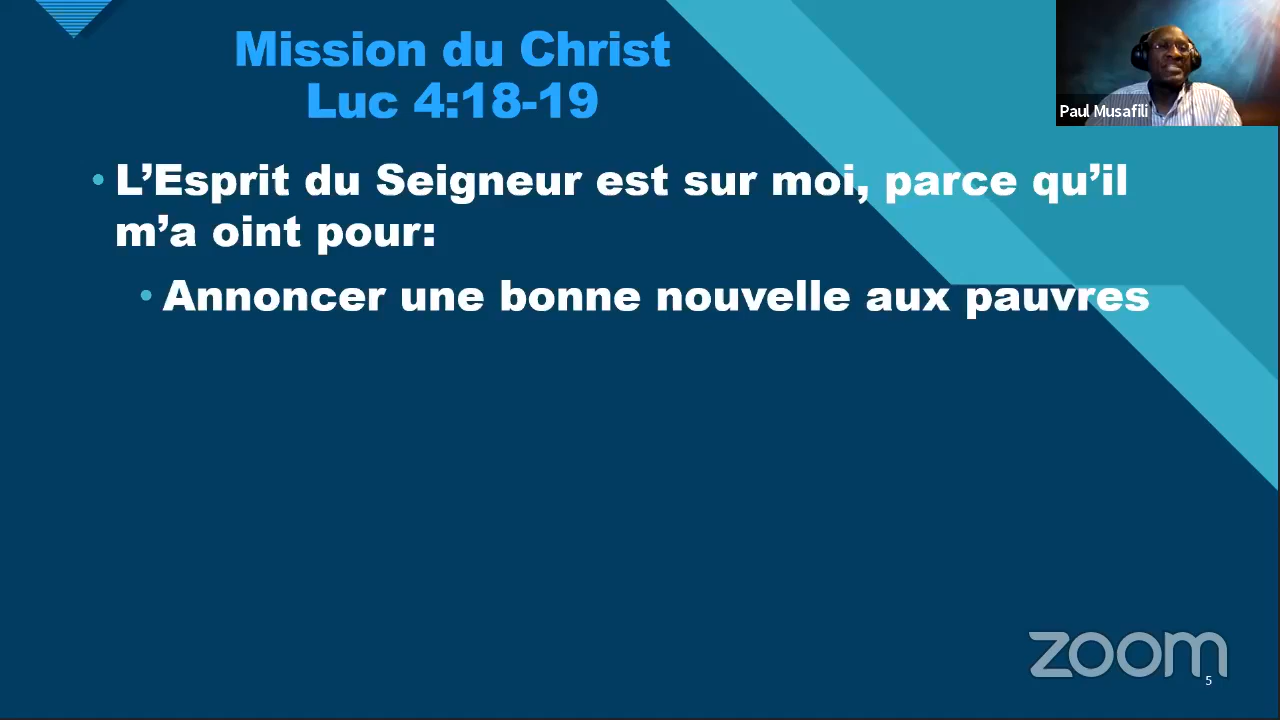 Mission du Christ
Luc 4:18-19
Paul Musafili
• L’Esprit du Seigneur est sur moi, parce qu’il
m’a oint pour:
• Annoncer une bonne nouvelle aux pauvres
zoom
5